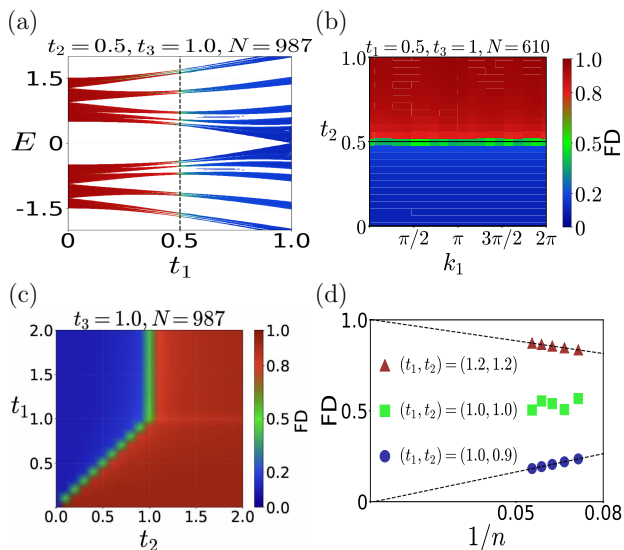 (a)
t₂ = 0.5, t₃ = 1.0, N = 987
1.5
E 0
-1.5
0 0.5 1.0
t₁
(b)
t₁ = 0.5, t₃ = 1, N = 610
1.0
t₂ 0.5
0
π/2 π 3π/2 2π
k₁
1.0
0.8
0.5
0.2
0
FD
(c)
t₃ = 1.0, N = 987
2.0
1.5
t₁ 1.0
0.5
0.0 0.5 1.0 1.5 2.0
t₂
1.0
0.8
0.5
0.2
0.0
FD
(d)
1.0
FD 0.5
0
(t₁, t₂) = (1.2, 1.2)
(t₁, t₂) = (1.0, 1.0)
(t₁, t₂) = (1.0, 0.9)
0.05 0.08
1/n